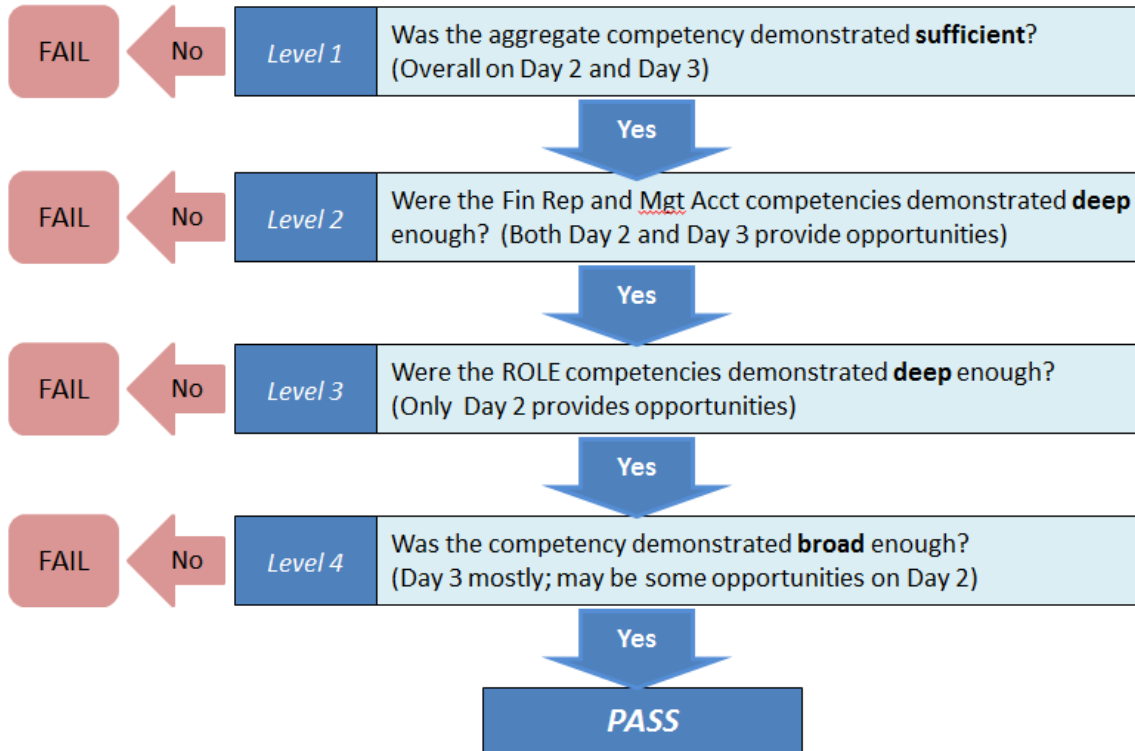 FAIL
No
Level 1
Was the aggregate competency demonstrated sufficient?
(Overall on Day 2 and Day 3)
Yes
FAIL
No
Level 2
Were the Fin Rep and Mgt Acct competencies demonstrated deep
enough? (Both Day 2 and Day 3 provide opportunities)
Yes
FAIL
No
Level 3
Were the ROLE competencies demonstrated deep enough?
(Only Day 2 provides opportunities)
Yes
FAIL
No
Level 4
Was the competency demonstrated broad enough?
(Day 3 mostly; may be some opportunities on Day 2)
Yes
PASS